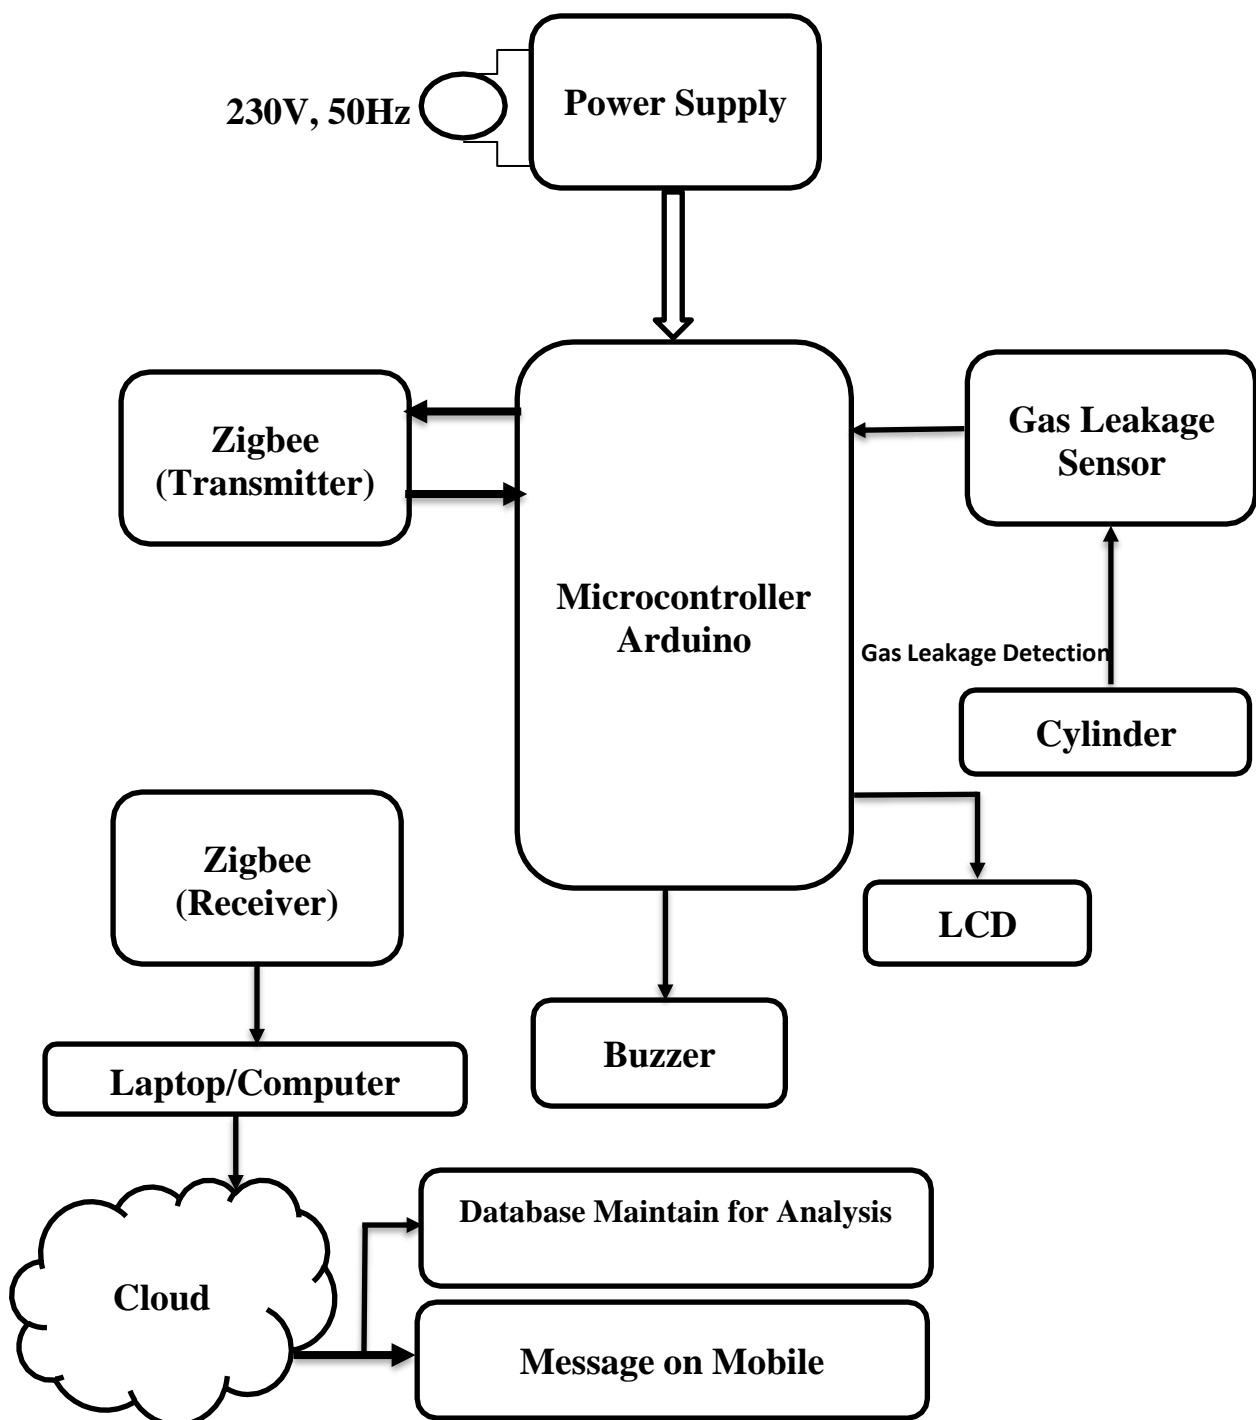 Power Supply
230V, 50Hz
Zigbee
(Transmitter)
Gas Leakage
Sensor
Microcontroller
Arduino
Gas Leakage Detection
Cylinder
Zigbee
(Receiver)
LCD
Buzzer
Laptop/Computer
Database Maintain for Analysis
Cloud
Message on Mobile